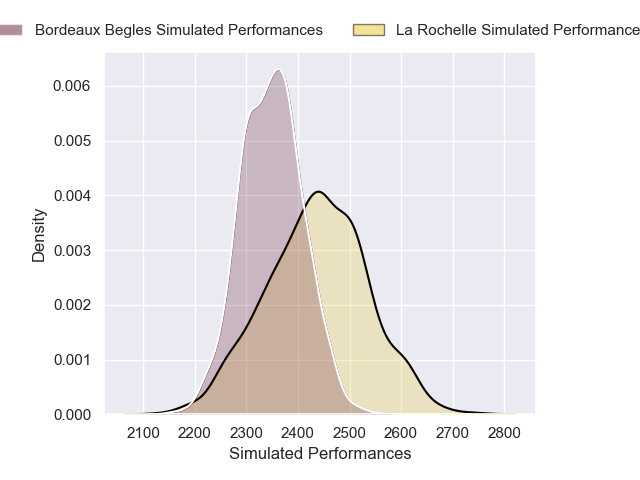 Bordeaux Begles Simulated Performances
La Rochelle Simulated Performance
0.006
0.005
0.004
0.003
0.002
0.001
0.000
Density
2100 2200 2300 2400 2500 2600 2700 2800
Simulated Performances